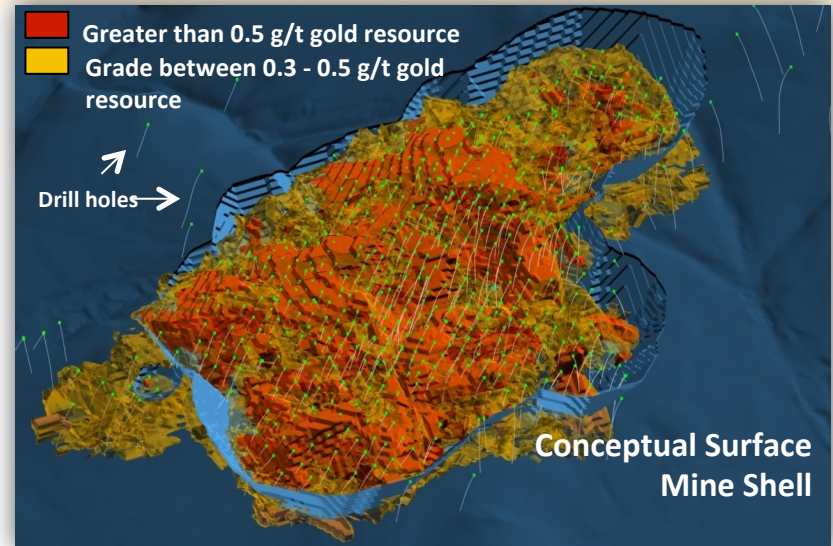 Greater than 0.5 g/t gold resource
Grade between 0.3 - 0.5 g/t gold
resource
Drill holes
Conceptual Surface
Mine Shell